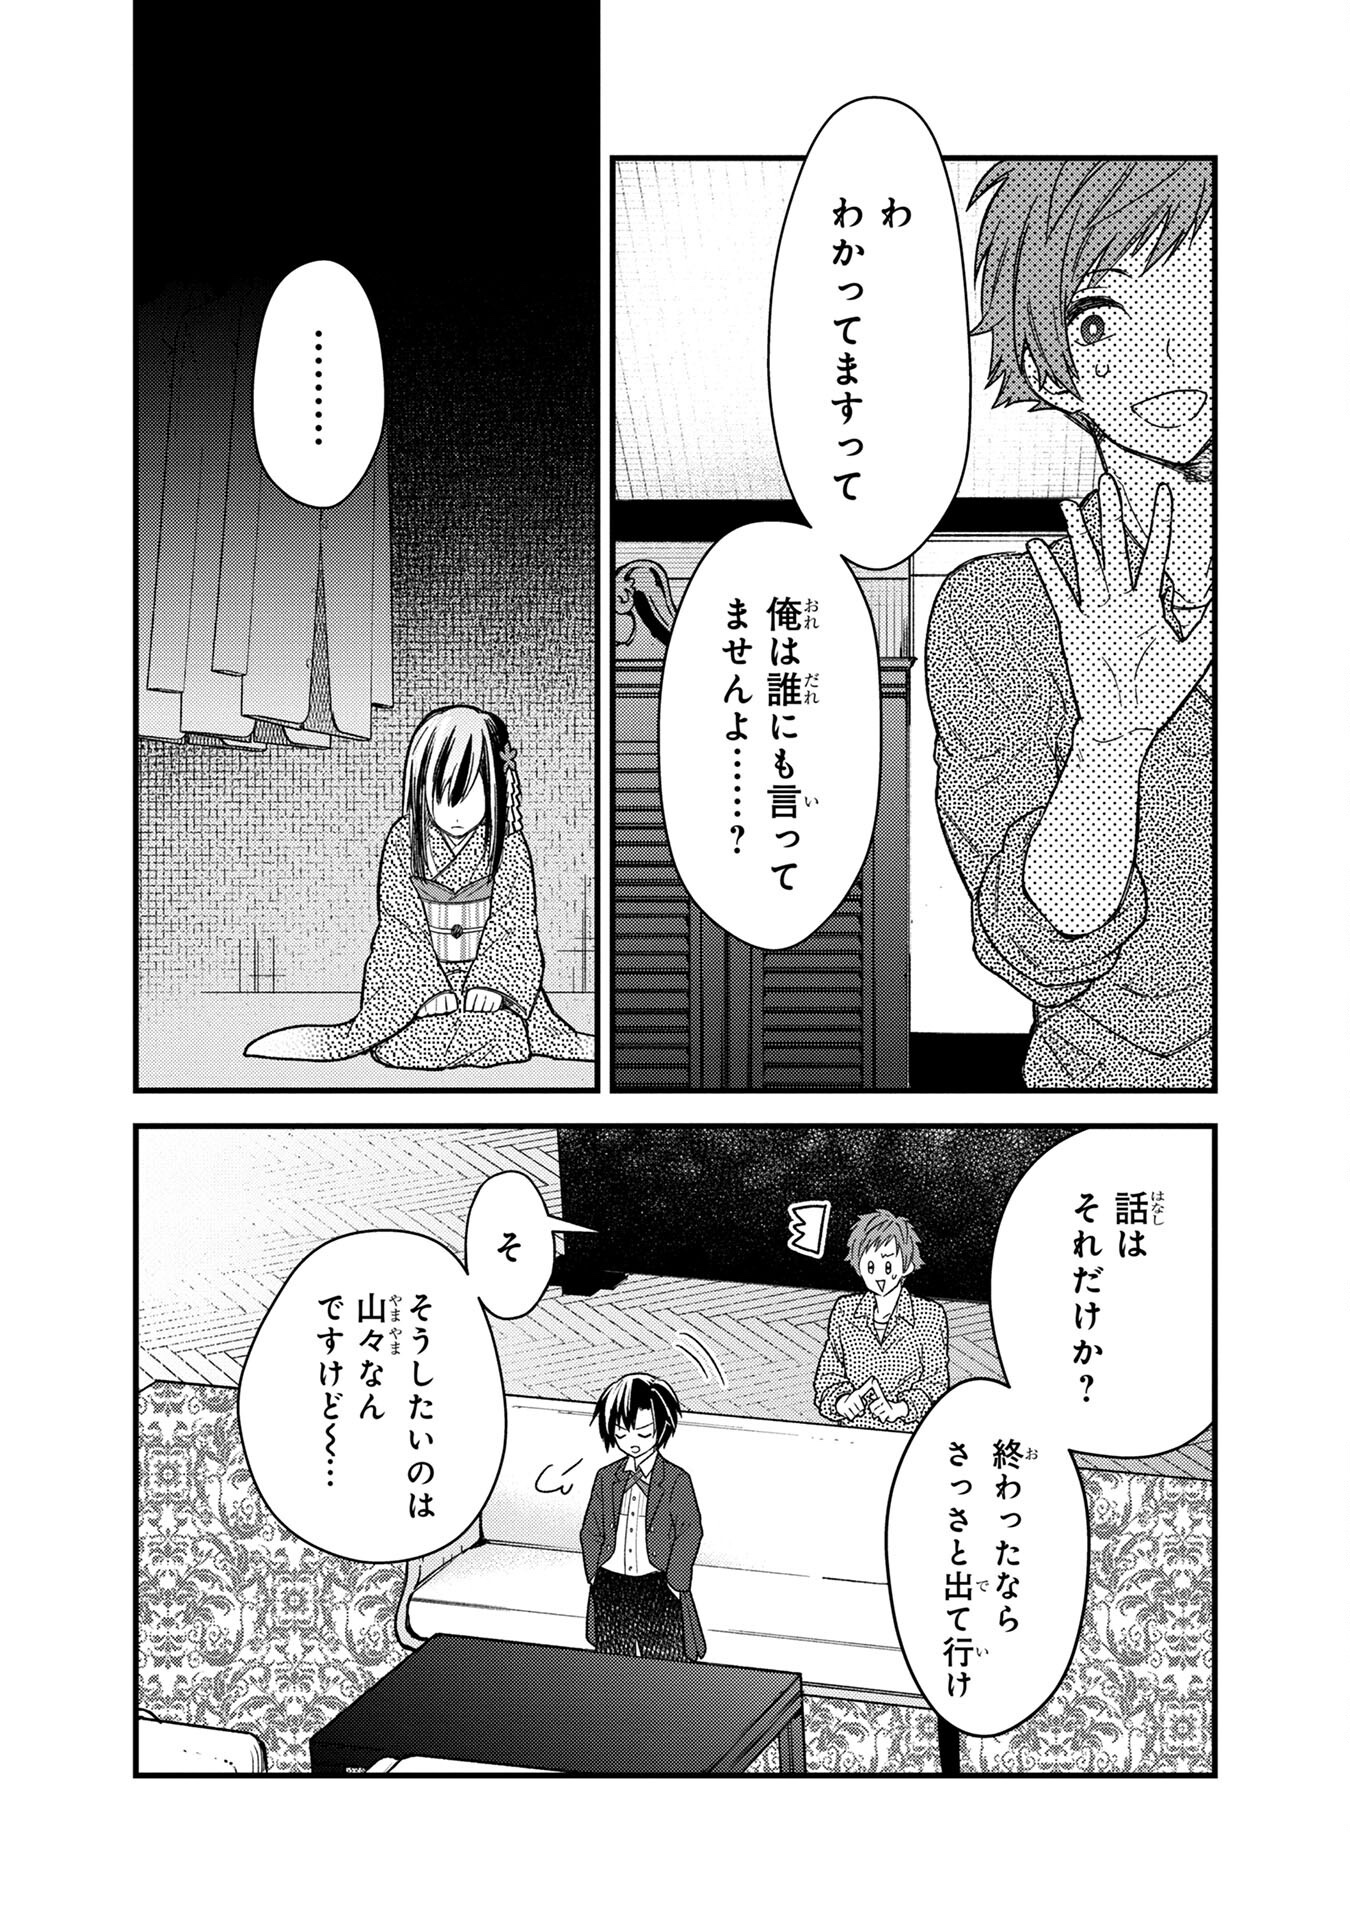 わ
わかってますって
俺は誰にも言って
ませんよ……?
………
話は
それだけか?
終わったなら
さっさと出て行け
そ
そうしたいのは
山々なん
ですけど〜…